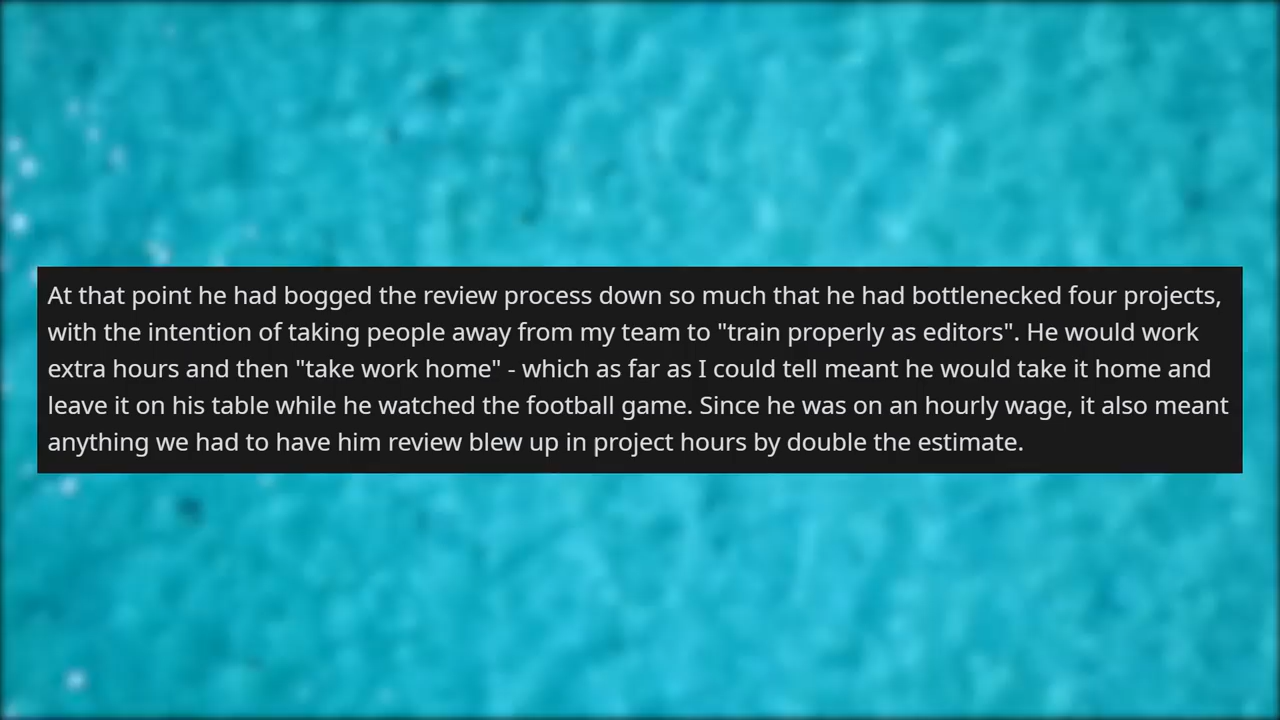 At that point he had bogged the review process down so much that he had bottlenecked four projects,
with the intention of taking people away from my team to "train properly as editors". He would work
extra hours and then "take work home" - which as far as I could tell meant he would take it home and
leave it on his table while he watched the football game. Since he was on an hourly wage, it also meant
anything we had to have him review blew up in project hours by double the estimate.